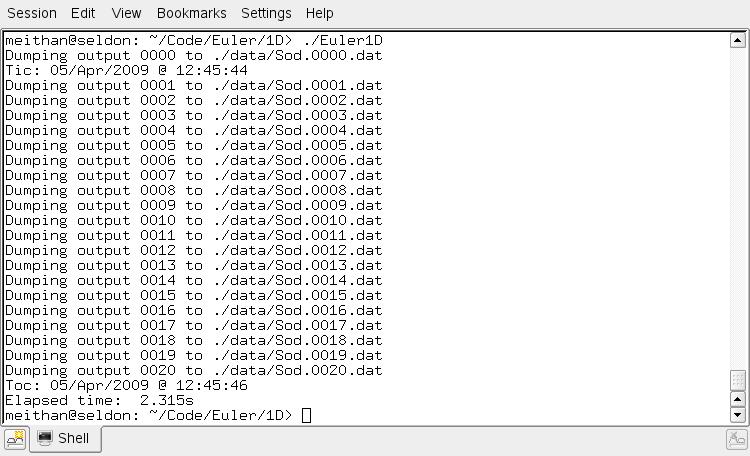 Session Edit View Bookmarks Settings Help
meithan@seldon: ~/Code/Euler/1D> ./Euler1D
Dumping output 0000 to ./data/Sod.0000.dat
Tic: 05/Apr/2009 @ 12:45:44
Dumping output 0001 to ./data/Sod.0001.dat
Dumping output 0002 to ./data/Sod.0002.dat
Dumping output 0003 to ./data/Sod.0003.dat
Dumping output 0004 to ./data/Sod.0004.dat
Dumping output 0005 to ./data/Sod.0005.dat
Dumping output 0006 to ./data/Sod.0006.dat
Dumping output 0007 to ./data/Sod.0007.dat
Dumping output 0008 to ./data/Sod.0008.dat
Dumping output 0009 to ./data/Sod.0009.dat
Dumping output 0010 to ./data/Sod.0010.dat
Dumping output 0011 to ./data/Sod.0011.dat
Dumping output 0012 to ./data/Sod.0012.dat
Dumping output 0013 to ./data/Sod.0013.dat
Dumping output 0014 to ./data/Sod.0014.dat
Dumping output 0015 to ./data/Sod.0015.dat
Dumping output 0016 to ./data/Sod.0016.dat
Dumping output 0017 to ./data/Sod.0017.dat
Dumping output 0018 to ./data/Sod.0018.dat
Dumping output 0019 to ./data/Sod.0019.dat
Dumping output 0020 to ./data/Sod.0020.dat
Toc: 05/Apr/2009 @ 12:45:46
Elapsed time:  2.315s
meithan@seldon: ~/Code/Euler/1D>
Shell